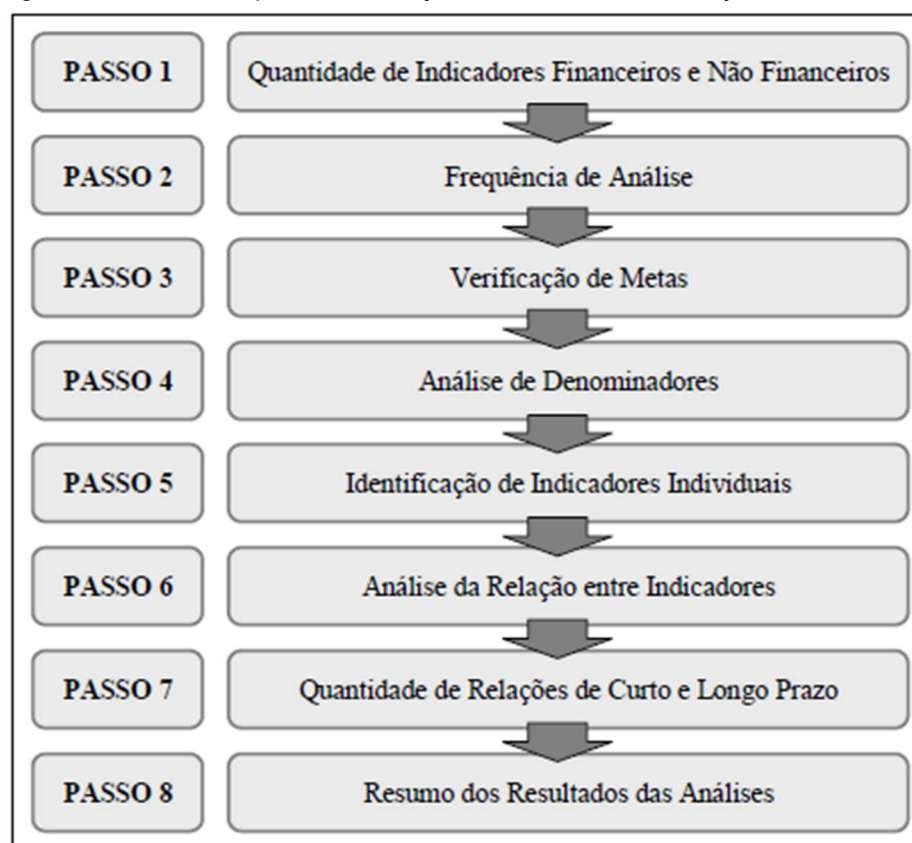 PASSO 1
Quantidade de Indicadores Financeiros e Não Financeiros
PASSO 2
Frequência de Análise
PASSO 3
Verificação de Metas
PASSO 4
Análise de Denominadores
PASSO 5
Identificação de Indicadores Individuais
PASSO 6
Análise da Relação entre Indicadores
PASSO 7
Quantidade de Relações de Curto e Longo Prazo
PASSO 8
Resumo dos Resultados das Análises